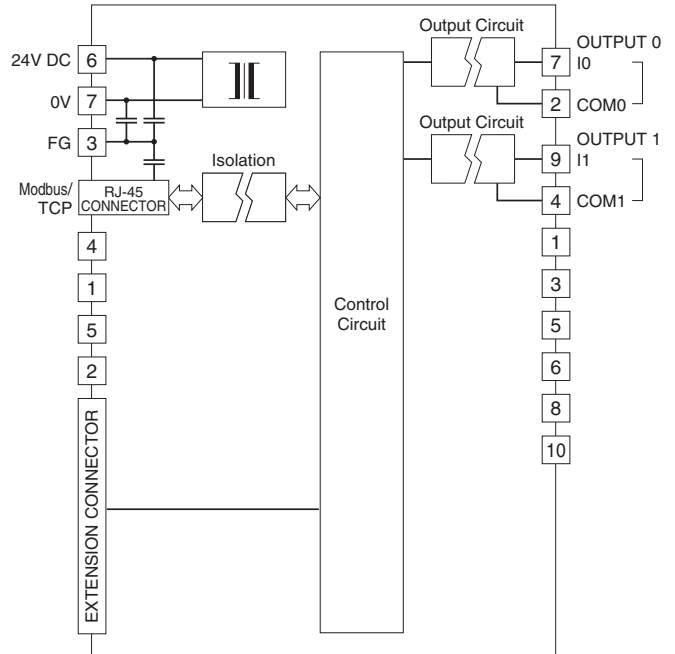 24V DC 6
0V 7
FG 3
Modbus/
TCP
RJ-45
CONNECTOR
4
1
5
2
EXTENSION CONNECTOR
Isolation
Control
Circuit
Output Circuit
OUTPUT 0
7 I0
2 COM0
Output Circuit
OUTPUT 1
9 I1
4 COM1
1
3
5
6
8
10